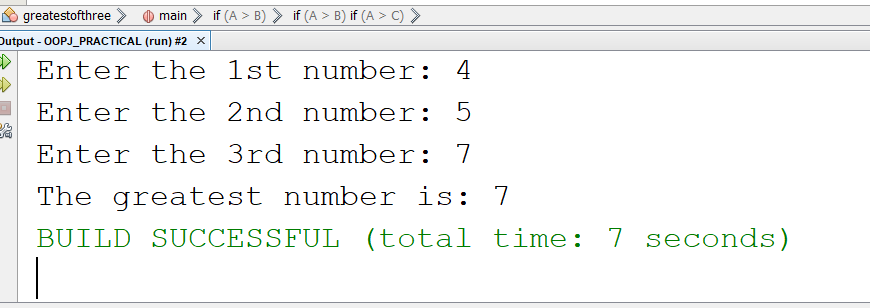 greatestofthree main if (A > B) if (A > B) if (A > C)
Output - OOPJ_PRACTICAL (run) #2 ×
Enter the 1st number: 4
Enter the 2nd number: 5
Enter the 3rd number: 7
The greatest number is: 7
BUILD SUCCESSFUL (total time: 7 seconds)